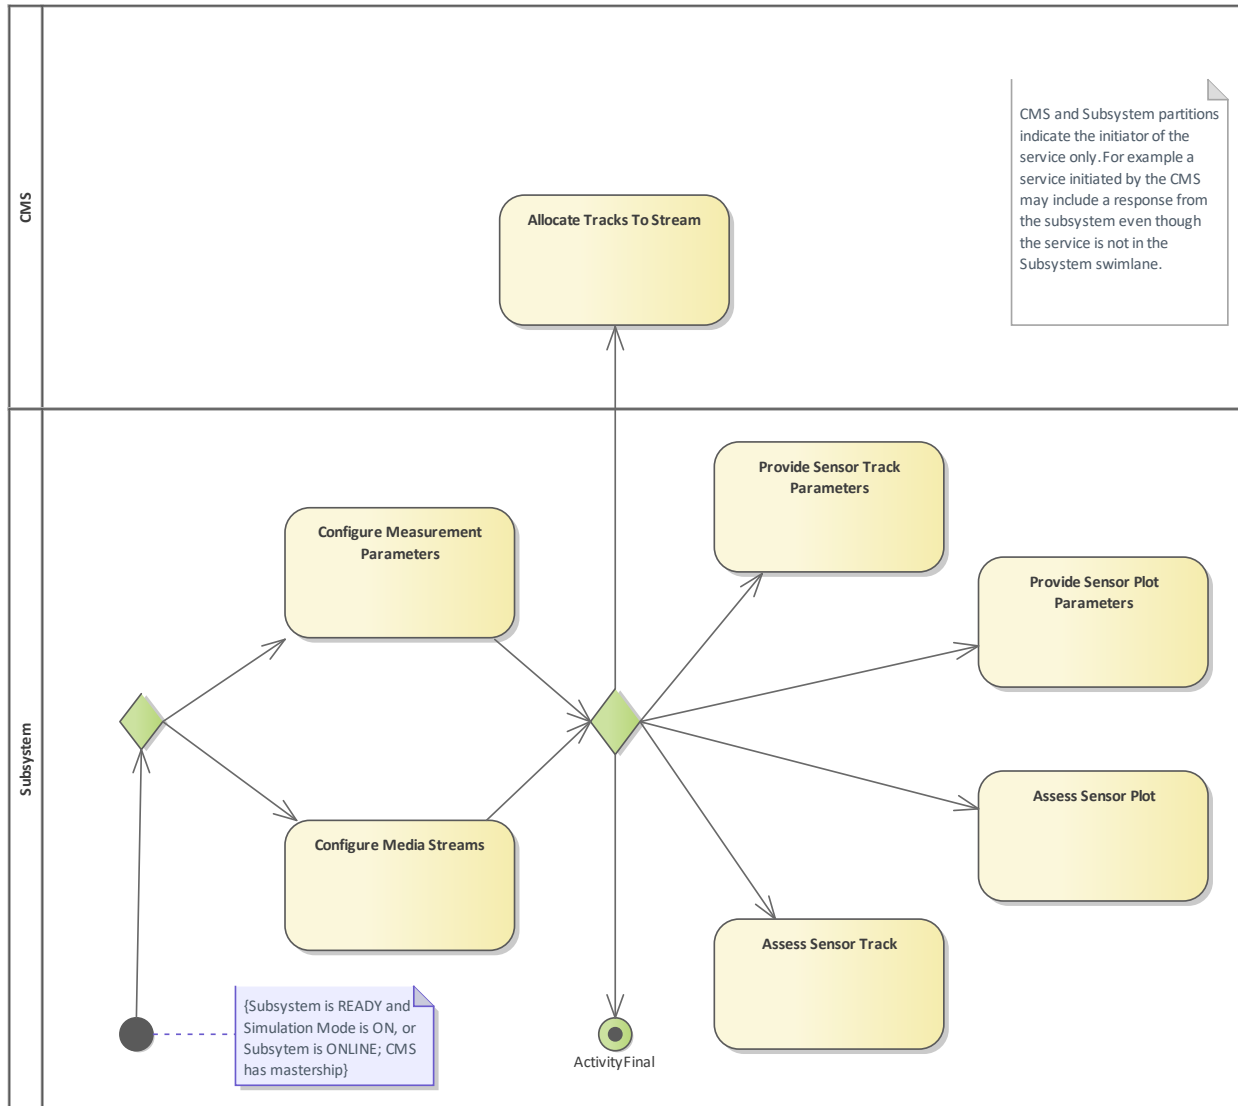 CMS
CMS and Subsystem partitions
indicate the initiator of the
service only. For example a
service initiated by the CMS
may include a response from
the subsystem even though
the service is not in the
Subsystem swimlane.
Allocate Tracks To Stream
Subsystem
Provide Sensor Track
Parameters
Configure Measurement
Parameters
Provide Sensor Plot
Parameters
Assess Sensor Plot
Configure Media Streams
Assess Sensor Track
{Subsystem is READY and
Simulation Mode is ON, or
Subsytem is ONLINE; CMS
has mastership}
ActivityFinal